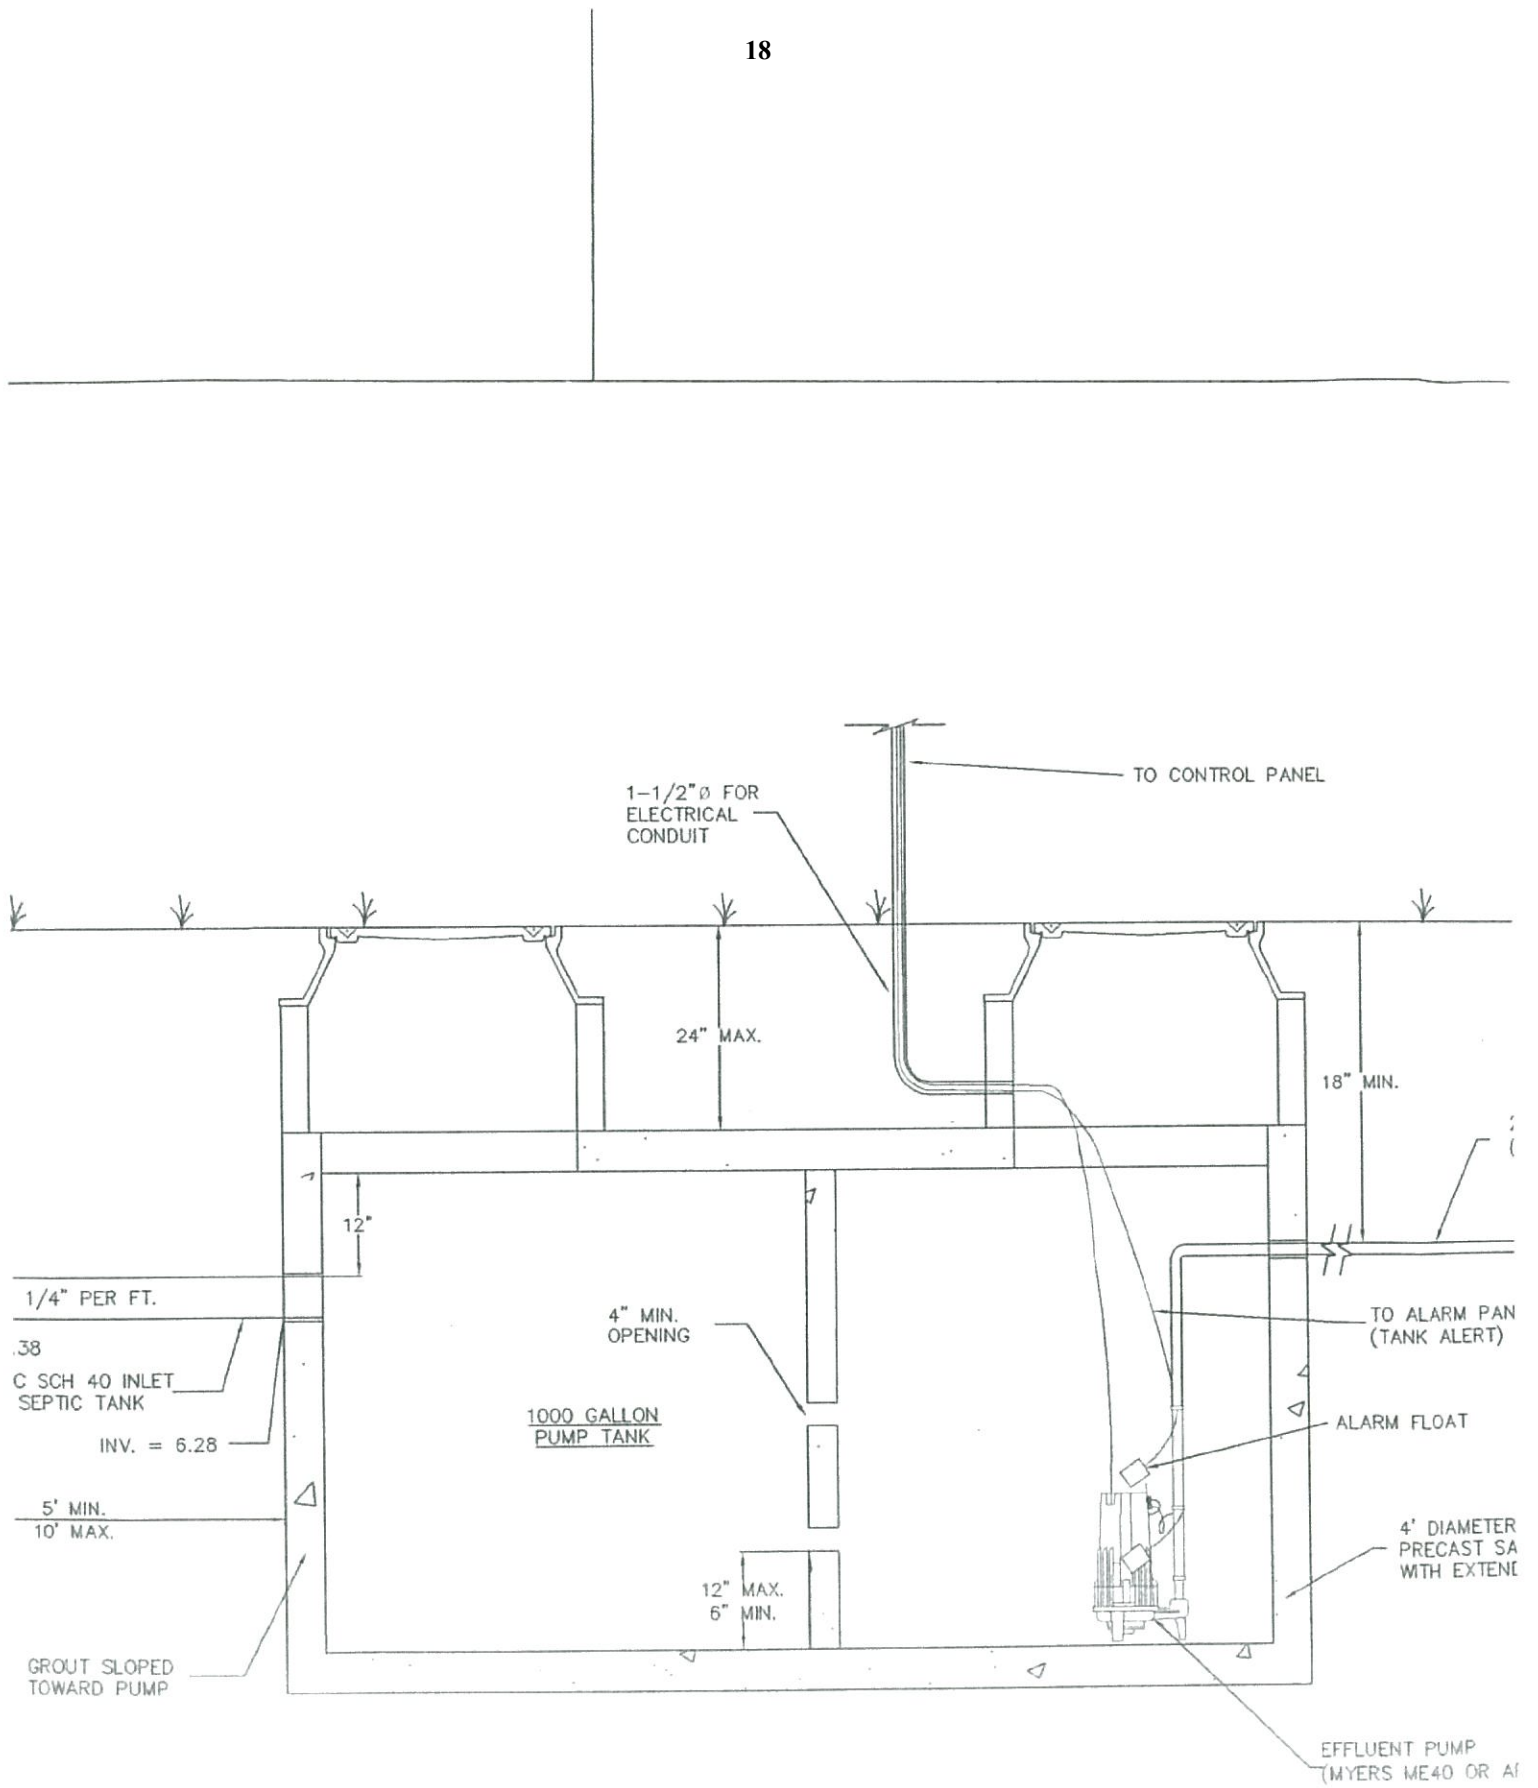 18
TO CONTROL PANEL
1-1/2"Ø FOR
ELECTRICAL
CONDUIT
24" MAX.
18" MIN.
12"
1/4" PER FT.
.38
C SCH 40 INLET
SEPTIC TANK
INV. = 6.28
4" MIN.
OPENING
TO ALARM PAN
(TANK ALERT)
1000 GALLON
PUMP TANK
ALARM FLOAT
5' MIN.
10' MAX.
4' DIAMETER
PRECAST SA
WITH EXTEND
12" MAX.
6" MIN.
GROUT SLOPED
TOWARD PUMP
EFFLUENT PUMP
(MYERS ME40 OR